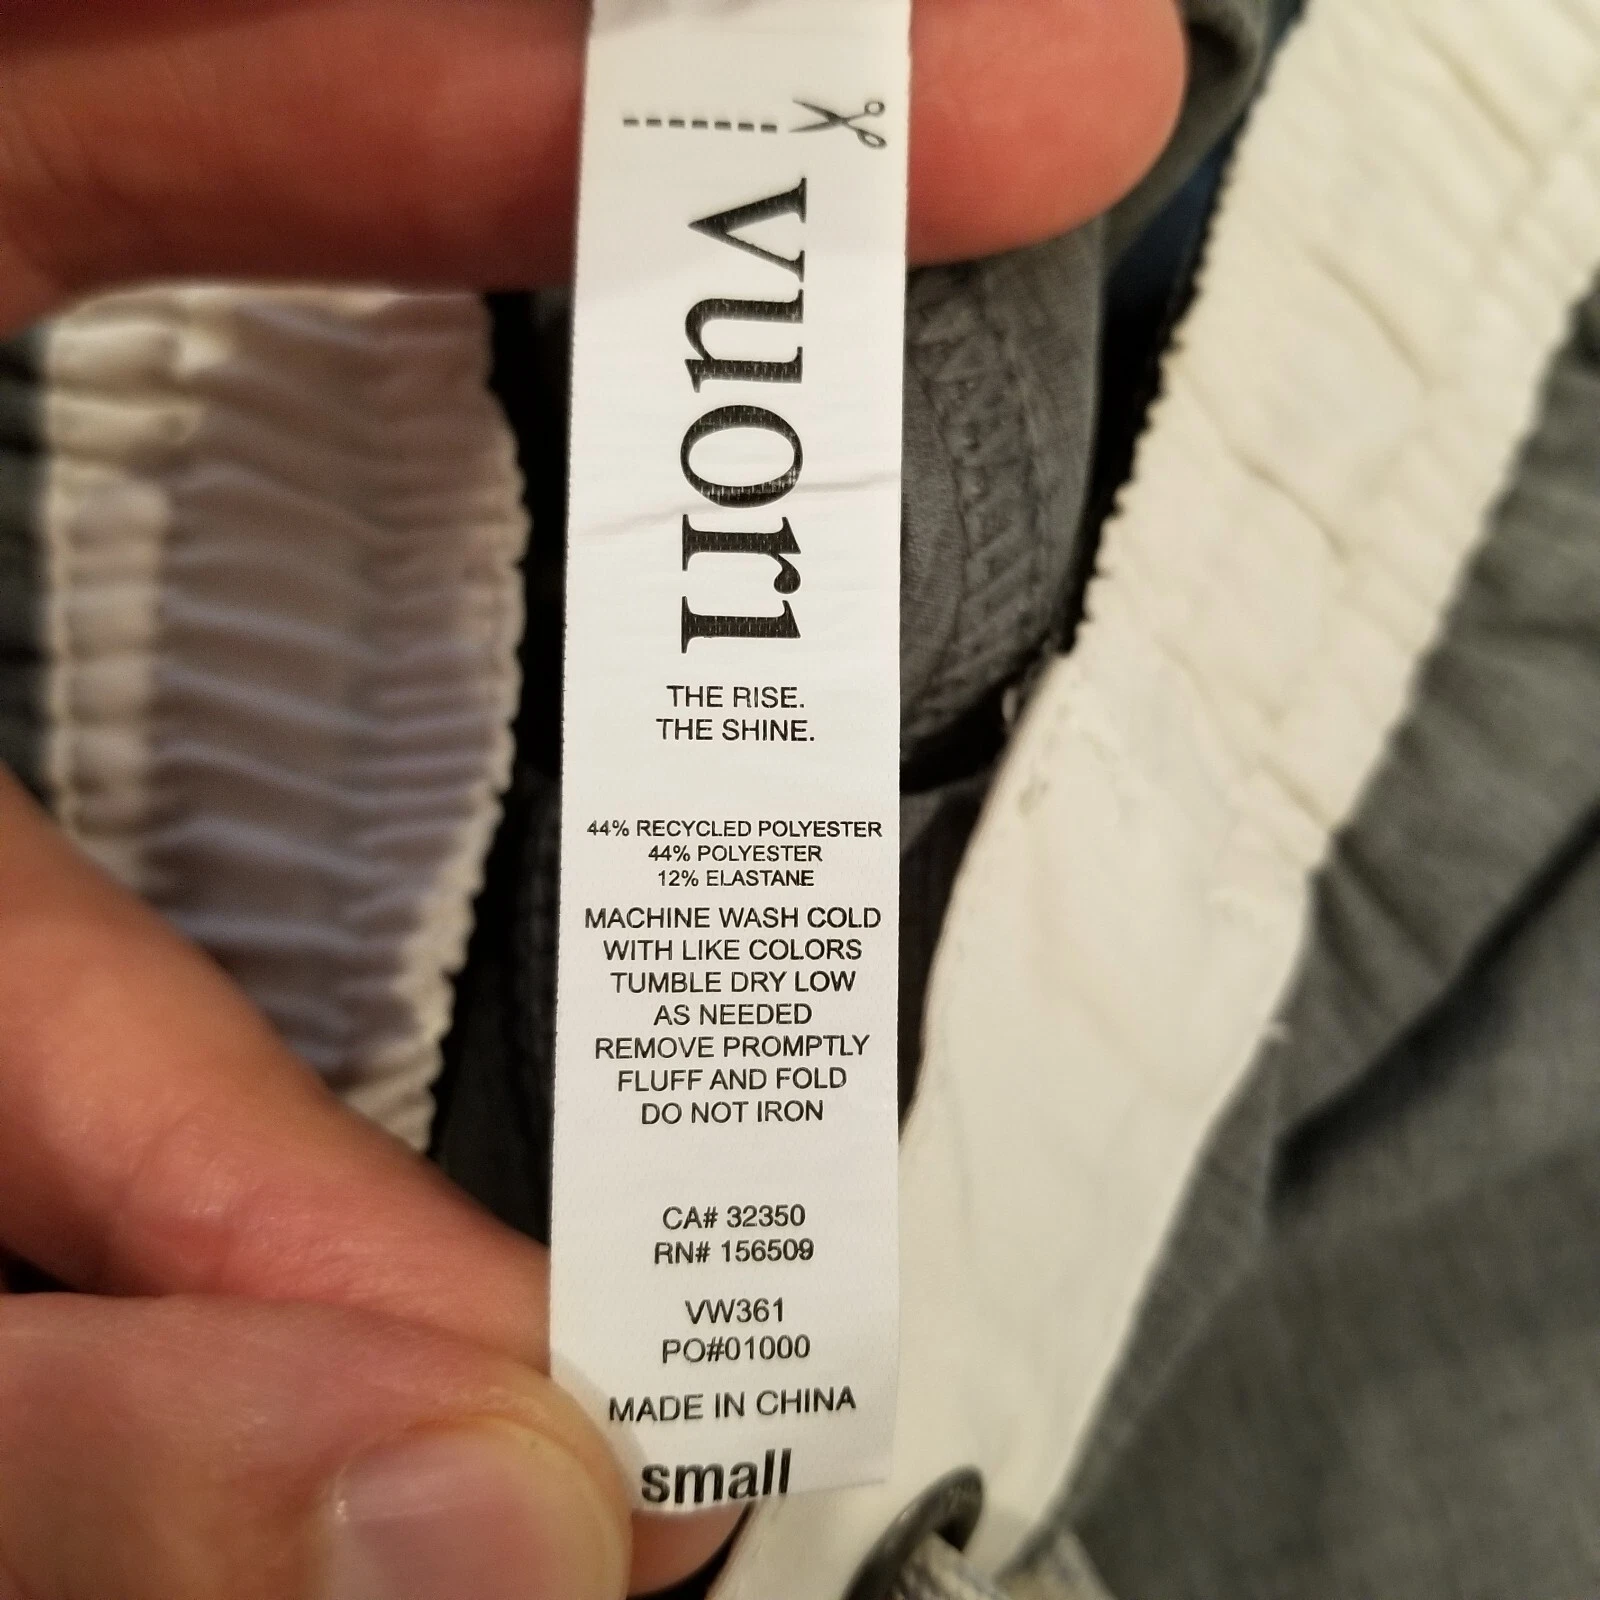 vuori
THE RISE.
THE SHINE.
44% RECYCLED POLYESTER
44% POLYESTER
12% ELASTANE
MACHINE WASH COLD
WITH LIKE COLORS
TUMBLE DRY LOW
AS NEEDED
REMOVE PROMPTLY
FLUFF AND FOLD
DO NOT IRON
CA# 32350
RN# 156509
VW361
PO#01000
MADE IN CHINA
small